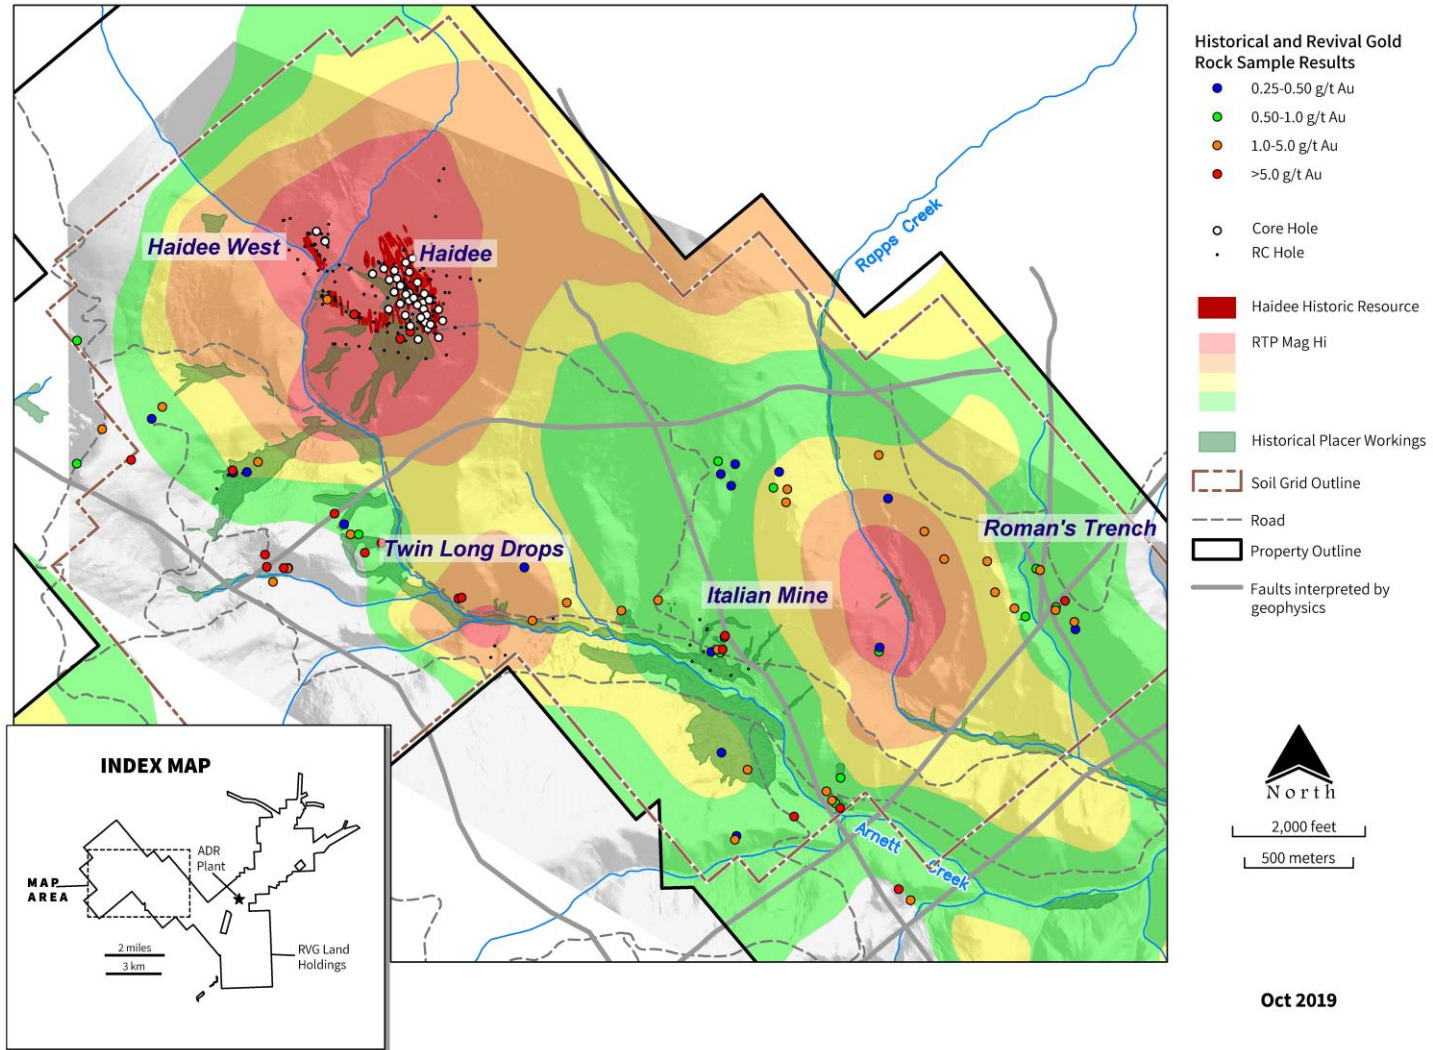 Haidee West
Haidee
Rapps Creek
Twin Long Drops
Roman's Trench
Italian Mine
Arnett
Creek
Historical and Revival Gold
Rock Sample Results
0.25-0.50 g/t Au
0.50-1.0 g/t Au
1.0-5.0 g/t Au
>5.0 g/t Au
Core Hole
RC Hole
Haidee Historic Resource
RTP Mag Hi
Historical Placer Workings
Soil Grid Outline
Road
Property Outline
Faults interpreted by
geophysics
North
2,000 feet
500 meters
Oct 2019
INDEX MAP
ADR
Plant
MAP
AREA
2 miles
3 km
RVG Land
Holdings